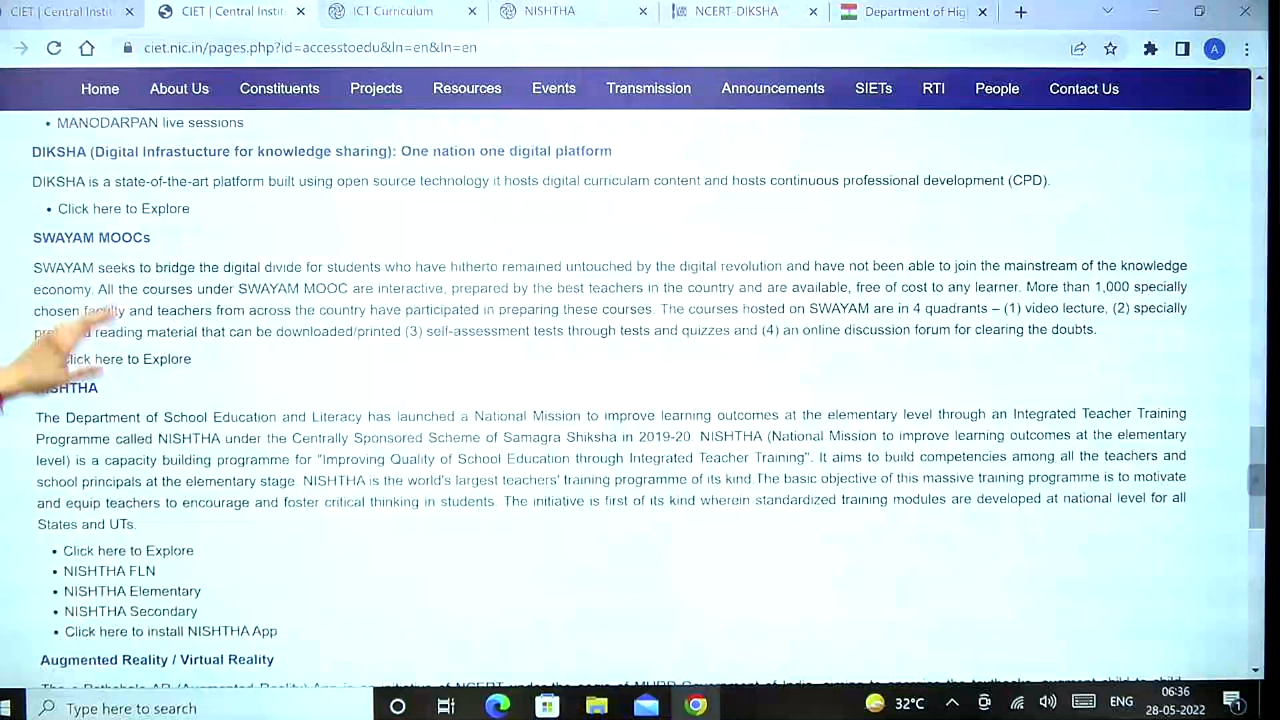 CIET | Central Instit
CIET | Central Instit
ICT Curriculum
NISHTHA
NCERT-DIKSHA
Department of Hig
ciet.nic.in/pages.php?id=accesstoedu&ln=en&ln=en
A
Home About Us Constituents Projects Resources Events Transmission Announcements SIETs RTI People Contact Us
• MANODARPAN live sessions
DIKSHA (Digital Infrastucture for knowledge sharing): One nation one digital platform
DIKSHA is a state-of-the-art platform built using open source technology it hosts digital curriculam content and hosts continuous professional development (CPD).
• Click here to Explore
SWAYAM MOOCs
SWAYAM seeks to bridge the digital divide for students who have hitherto remained untouched by the digital revolution and have not been able to join the mainstream of the knowledge
economy. All the courses under SWAYAM MOOC are interactive, prepared by the best teachers in the country and are available, free of cost to any learner. More than 1,000 specially
chosen faculty and teachers from across the country have participated in preparing these courses. The courses hosted on SWAYAM are in 4 quadrants – (1) video lecture, (2) specially
reading material that can be downloaded/printed (3) self-assessment tests through tests and quizzes and (4) an online discussion forum for clearing the doubts.
Click here to Explore
NISHTHA
The Department of School Education and Literacy has launched a National Mission to improve learning outcomes at the elementary level through an Integrated Teacher Training
Programme called NISHTHA under the Centrally Sponsored Scheme of Samagra Shiksha in 2019-20. NISHTHA (National Mission to improve learning outcomes at the elementary
level) is a capacity building programme for "Improving Quality of School Education through Integrated Teacher Training". It aims to build competencies among all the teachers and
school principals at the elementary stage. NISHTHA is the world's largest teachers' training programme of its kind.The basic objective of this massive training programme is to motivate
and equip teachers to encourage and foster critical thinking in students. The initiative is first of its kind wherein standardized training modules are developed at national level for all
States and UTs.
• Click here to Explore
• NISHTHA FLN
• NISHTHA Elementary
• NISHTHA Secondary
• Click here to install NISHTHA App
Augmented Reality / Virtual Reality
Type here to search
32°C
ENG
06:36
28-05-2022
1